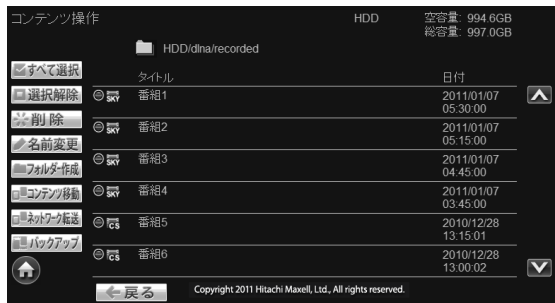 コンテンツ操作
HDD
空容量: 994.6GB
総容量: 997.0GB
HDD/dlna/recorded
すべて選択
選択解除
削除
名前変更
フォルダー作成
コンテンツ移動
ネットワーク転送
バックアップ
タイトル
日付
SKY 番組1 2011/01/07
05:30:00
SKY 番組2 2011/01/07
05:15:00
SKY 番組3 2011/01/07
04:45:00
SKY 番組4 2011/01/07
03:45:00
CS 番組5 2010/12/28
13:15:01
CS 番組6 2010/12/28
13:00:02
戻る
Copyright 2011 Hitachi Maxell, Ltd., All rights reserved.